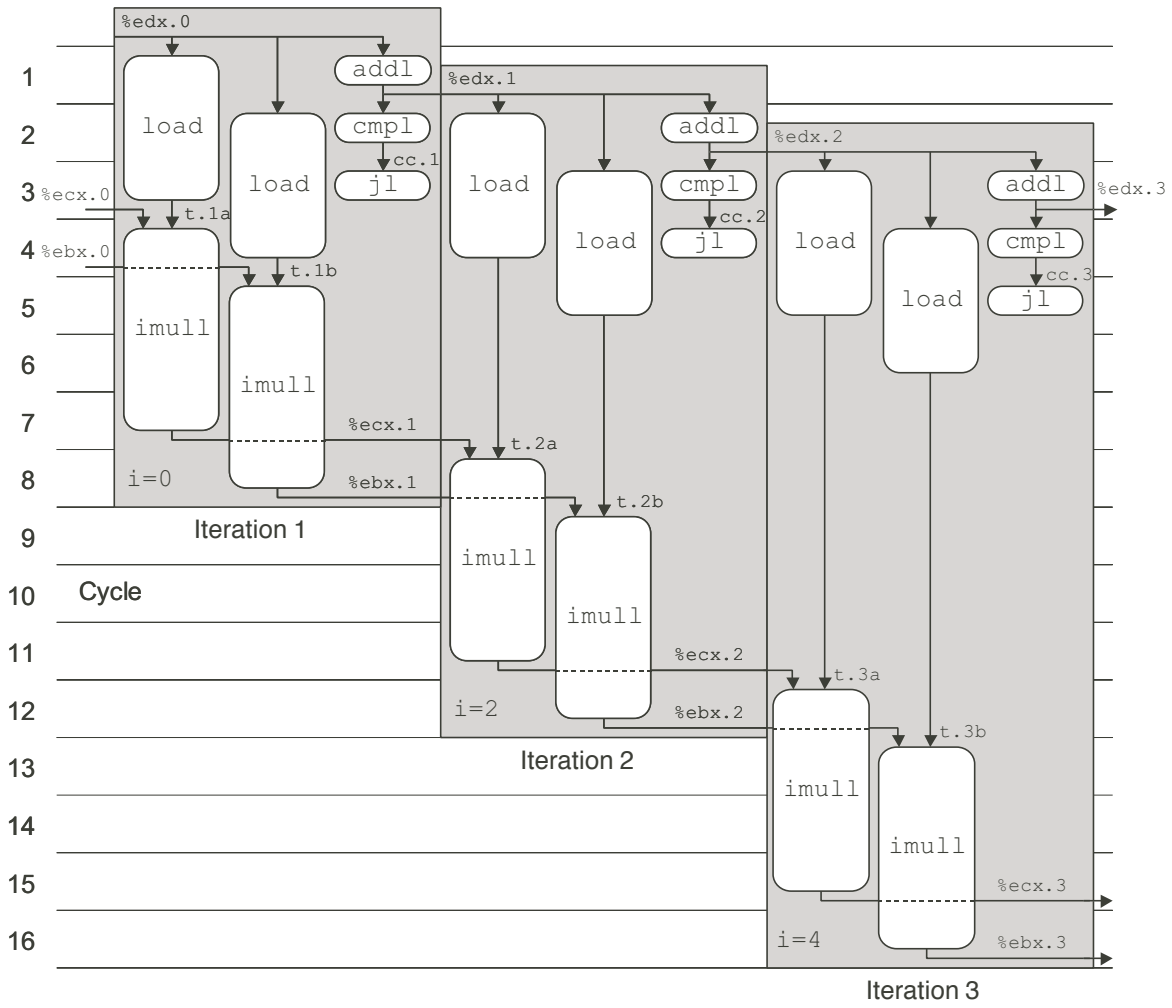 %edx.0
1
addl
%edx.1
load
2
cmpl
addl
%edx.2
cc.1
load
load
3
jl
cmpl
addl
%ecx.0
%edx.3
t.1a
cc.2
load
load
4
%ebx.0
jl
cmpl
t.1b
cc.3
load
5
jl
imull
6
imull
7
%ecx.1
t.2a
8
i=0
%ebx.1
t.2b
Iteration 1
9
imull
10
Cycle
imull
11
%ecx.2
t.3a
12
i=2
%ebx.2
t.3b
Iteration 2
13
imull
14
imull
15
%ecx.3
16
i=4
%ebx.3
Iteration 3